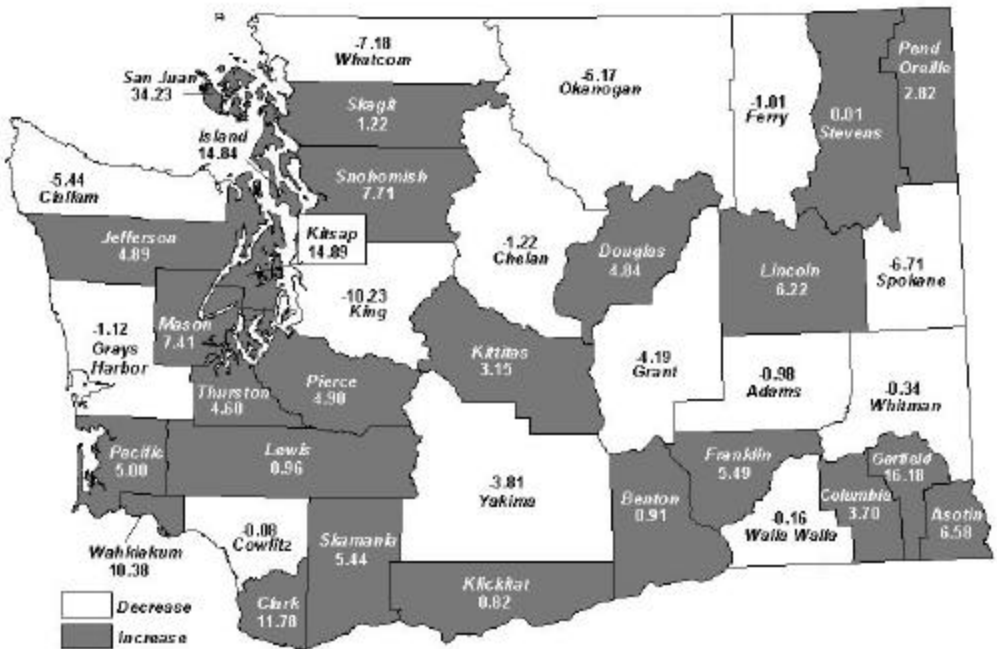 -7.18
Whatcom
San Juan
34.23
Skagit
1.22
Island
14.84
Snohomish
7.71
-5.44
Clallam
Jefferson
4.89
Kitsap
14.89
-10.23
King
-1.12
Grays
Harbor
Mason
7.41
Thurston
4.60
Pierce
4.90
Pacific
5.00
Lewis
0.96
Wahkiakum
10.38
-0.08
Cowlitz
Clark
11.78
Skamania
5.44
Okanogan
-1.01
Ferry
0.01
Stevens
Pend
Oreille
2.82
-1.22
Chelan
Douglas
4.84
Lincoln
6.22
-6.71
Spokane
Kittitas
3.15
-4.19
Grant
-0.98
Adams
-0.34
Whitman
-3.81
Yakima
Benton
0.91
Franklin
5.49
-0.16
Walla Walla
Columbia
3.70
Garfield
16.18
Asotin
6.58
Klickitat
0.82
Decrease
Increase